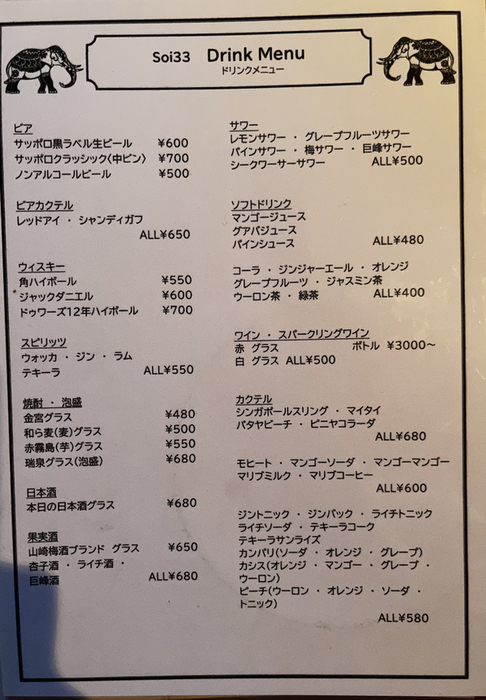 Soi33 Drink Menu
ドリンクメニュー
ビア
サッポロ黒ラベル生ビール ¥600
サッポロクラッシック(中ビン) ¥700
ノンアルコールビール ¥500
ビアカクテル
レッドアイ ・ シャンディガフ
ALL¥650
ウィスキー
角ハイボール ¥550
ジャックダニエル ¥600
ドゥワーズ12年ハイボール ¥700
スピリッツ
ウォッカ ・ ジン ・ ラム
テキーラ ALL¥550
焼酎 ・ 泡盛
金宮グラス ¥480
和ら麦(麦)グラス ¥500
赤霧島(芋)グラス ¥550
瑞泉グラス(泡盛) ¥680
日本酒
本日の日本酒グラス ¥680
果実酒
山崎梅酒ブランド グラス ¥650
杏子酒 ・ ライチ酒 ・
巨峰酒 ALL¥680
サワー
レモンサワー ・ グレープフルーツサワー
パインサワー ・ 梅サワー ・ 巨峰サワー
シークワーサーサワー ALL¥500
ソフトドリンク
マンゴージュース
グアバジュース
パインシュース ALL¥480
コーラ ・ ジンジャーエール ・ オレンジ
グレープフルーツ ・ ジャスミン茶
ウーロン茶 ・ 緑茶 ALL¥400
ワイン ・ スパークリングワイン
赤 グラス ボトル ¥3000〜
白 グラス ALL¥500
カクテル
シンガポールスリング ・ マイタイ
パタヤビーチ ・ ピニヤコラーダ
ALL¥680
モヒート ・ マンゴーソーダ ・ マンゴーマンゴー
マリブミルク ・ マリブコーヒー
ALL¥600
ジントニック ・ ジンバック ・ ライチトニック
ライチソーダ ・ テキーラコーク
テキーラサンライズ
カンパリ(ソーダ ・ オレンジ ・ グレープ)
カシス(オレンジ ・ マンゴー ・ グレープ ・
ウーロン)
ピーチ(ウーロン ・ オレンジ ・ ソーダ ・
トニック)
ALL¥580